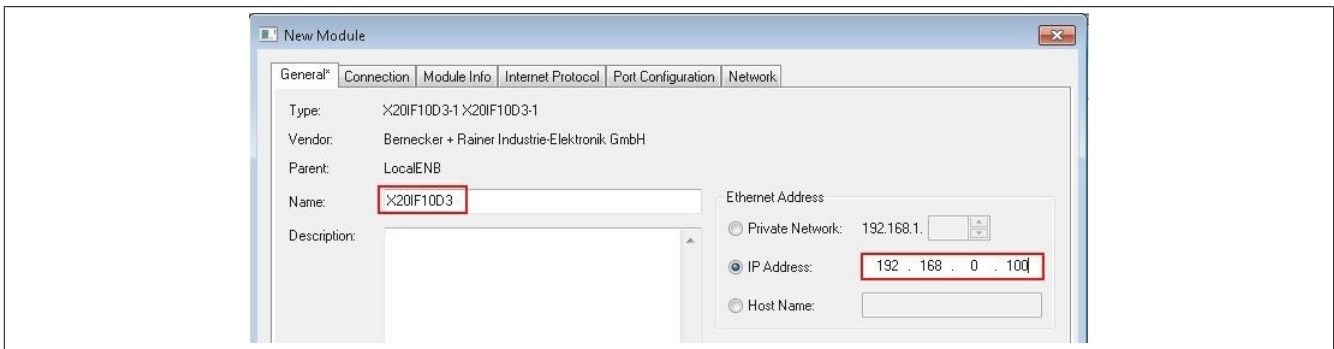 New Module
General* Connection Module Info Internet Protocol Port Configuration Network
Type: X20IF10D3-1 X20IF10D3-1
Vendor: Bernecker + Rainer Industrie-Elektronik GmbH
Parent: LocalENB
Name: X20IF10D3
Description:
Ethernet Address
Private Network: 192.168.1.
IP Address: 192 . 168 . 0 . 100
Host Name: